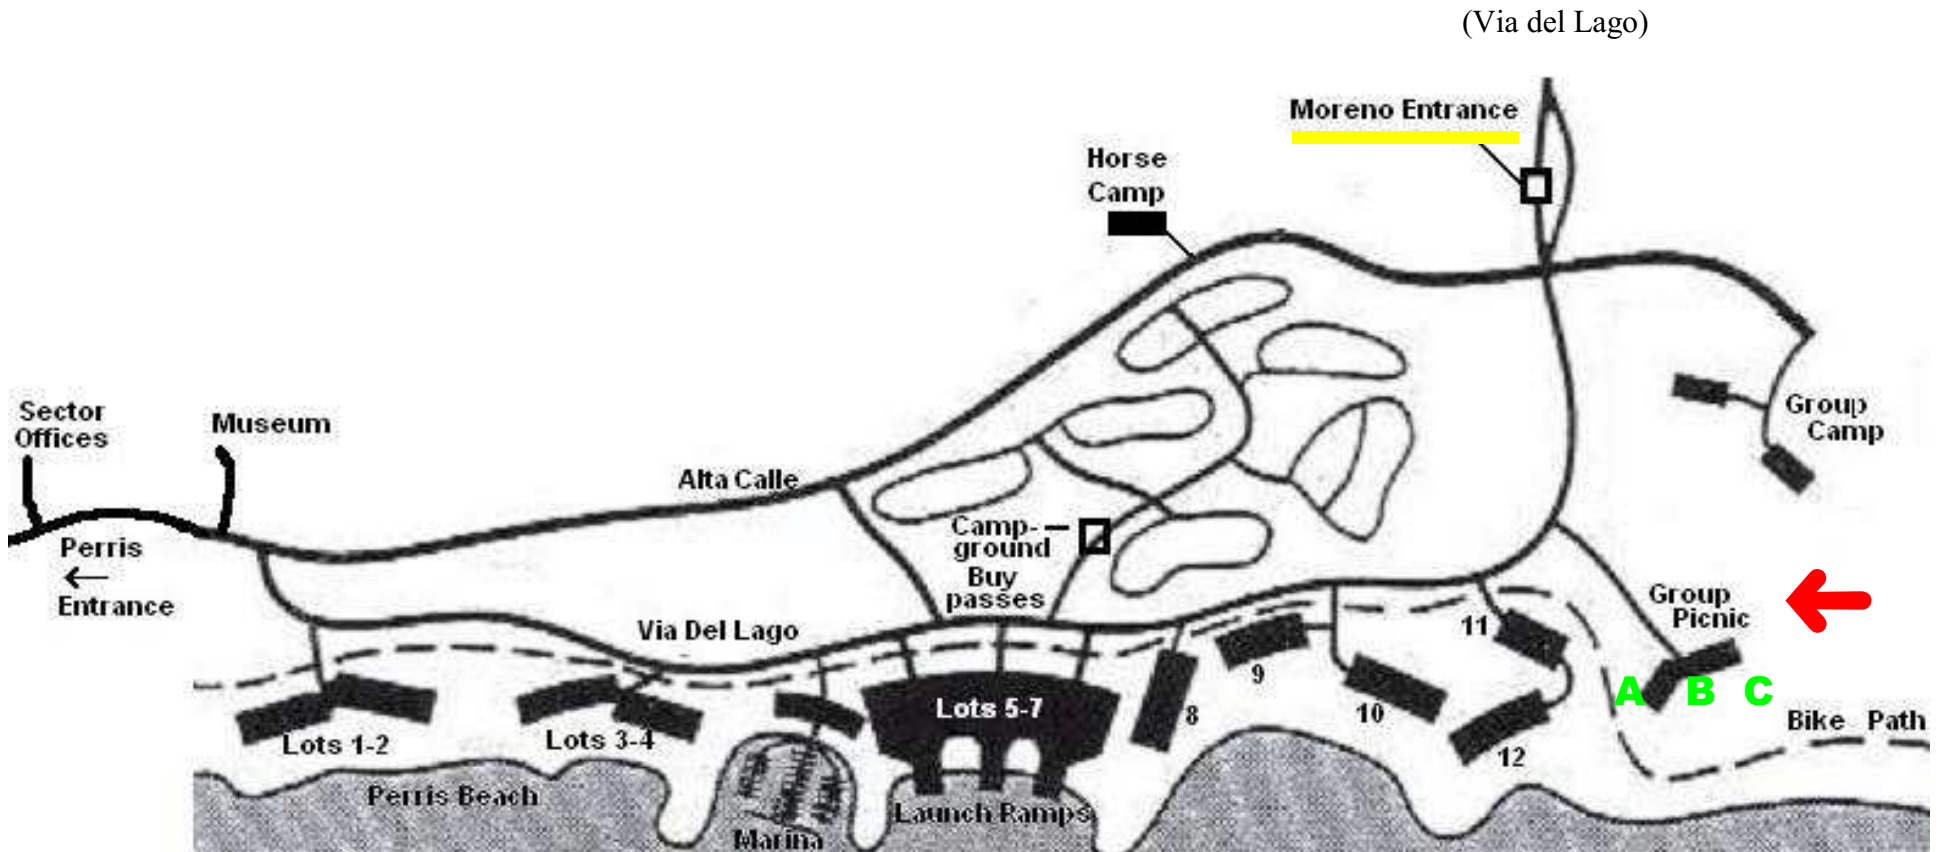 (Via del Lago)
Moreno Entrance
Horse
Camp
Sector
Offices
Museum
Group
Camp
Alta Calle
Camp-
ground
Buy
passes
Perris
Entrance
Group
Picnic
Via Del Lago
11
9
A B C
8
10
Lots 5-7
Bike Path
Lots 1-2
Lots 3-4
12
Perris Beach
Launch Ramps
Marina